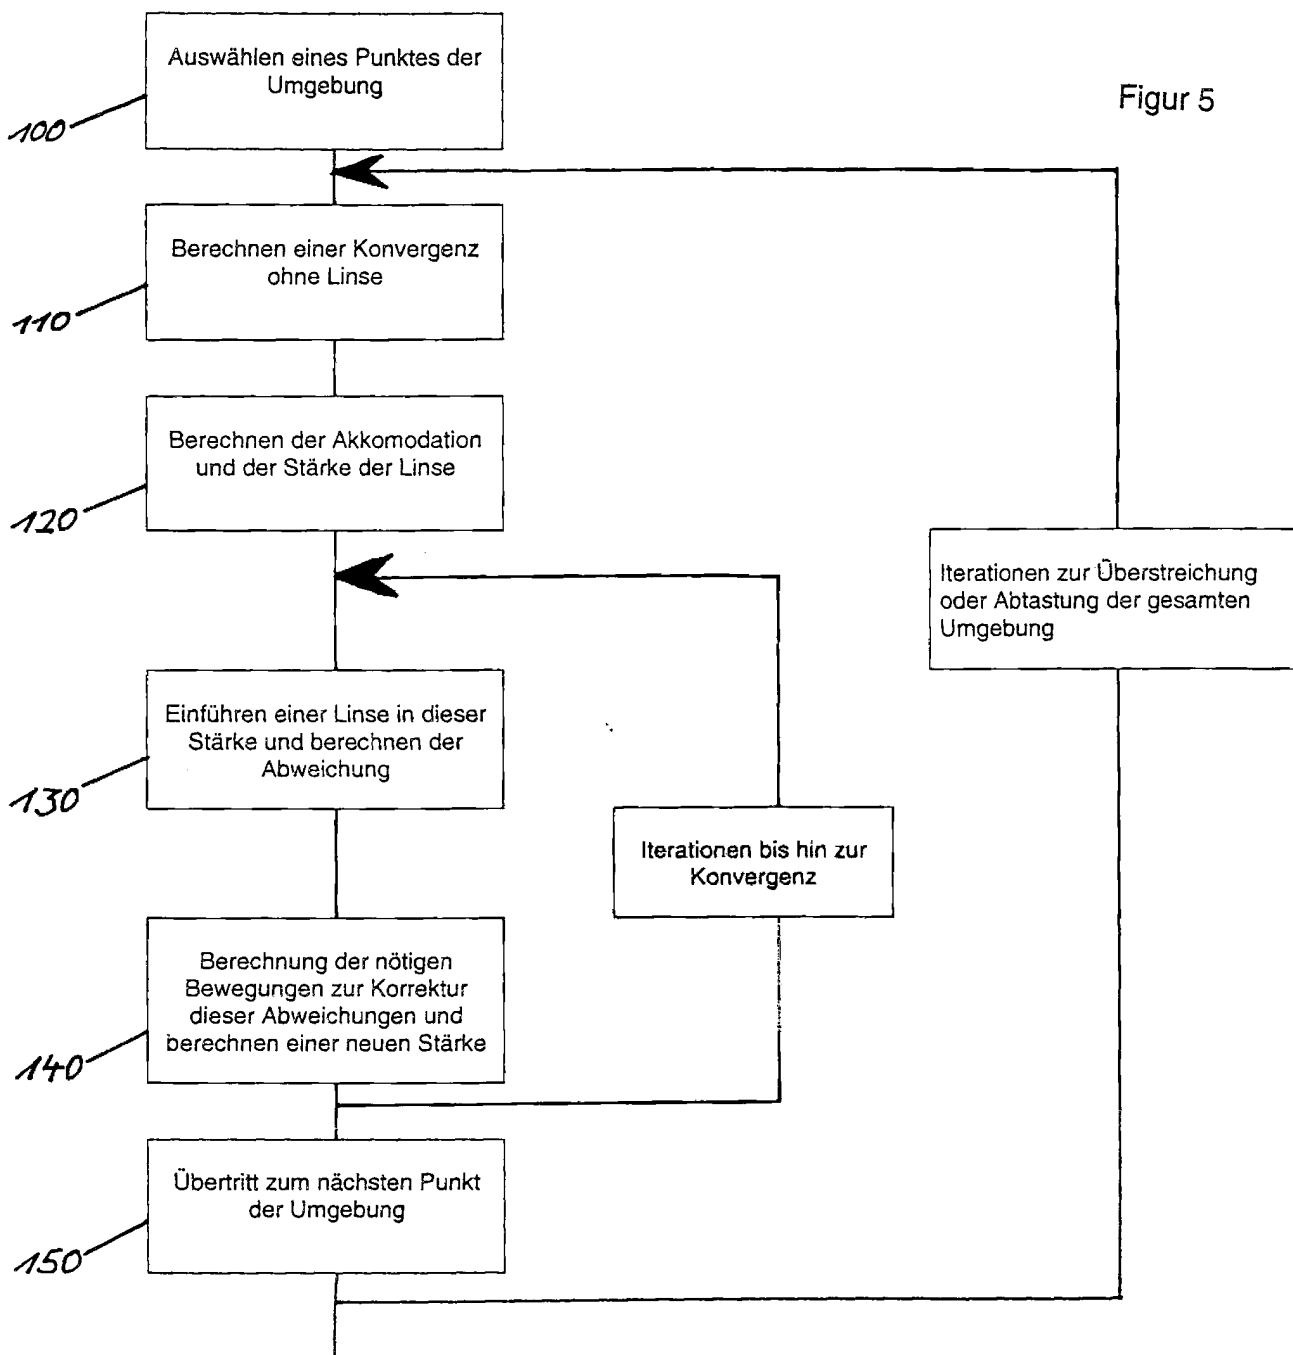 Auswählen eines Punktes der
Umgebung
Figur 5
100
Berechnen einer Konvergenz
ohne Linse
110
Berechnen der Akkomodation
und der Stärke der Linse
120
Iterationen zur Überstreichung
oder Abtastung der gesamten
Umgebung
Einführen einer Linse in dieser
Stärke und berechnen der
Abweichung
130
Iterationen bis hin zur
Konvergenz
Berechnung der nötigen
Bewegungen zur Korrektur
dieser Abweichungen und
berechnen einer neuen Stärke
140
Übertritt zum nächsten Punkt
der Umgebung
150